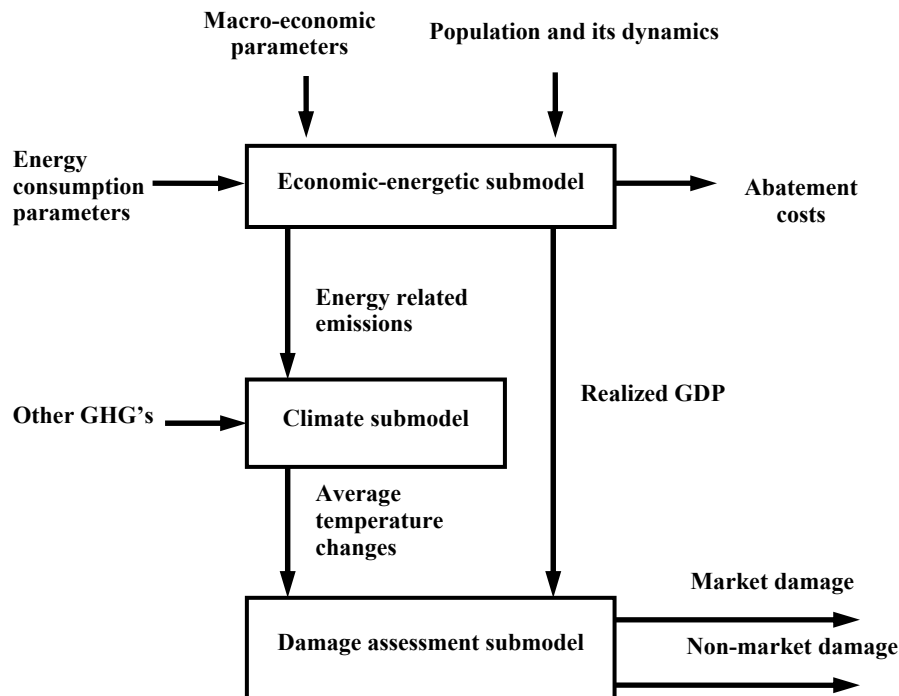 Macro-economic
parameters
Population and its dynamics
Energy
consumption
parameters
Economic-energetic submodel
Abatement
costs
Energy related
emissions
Realized GDP
Other GHG's
Climate submodel
Average
temperature
changes
Market damage
Damage assessment submodel
Non-market damage